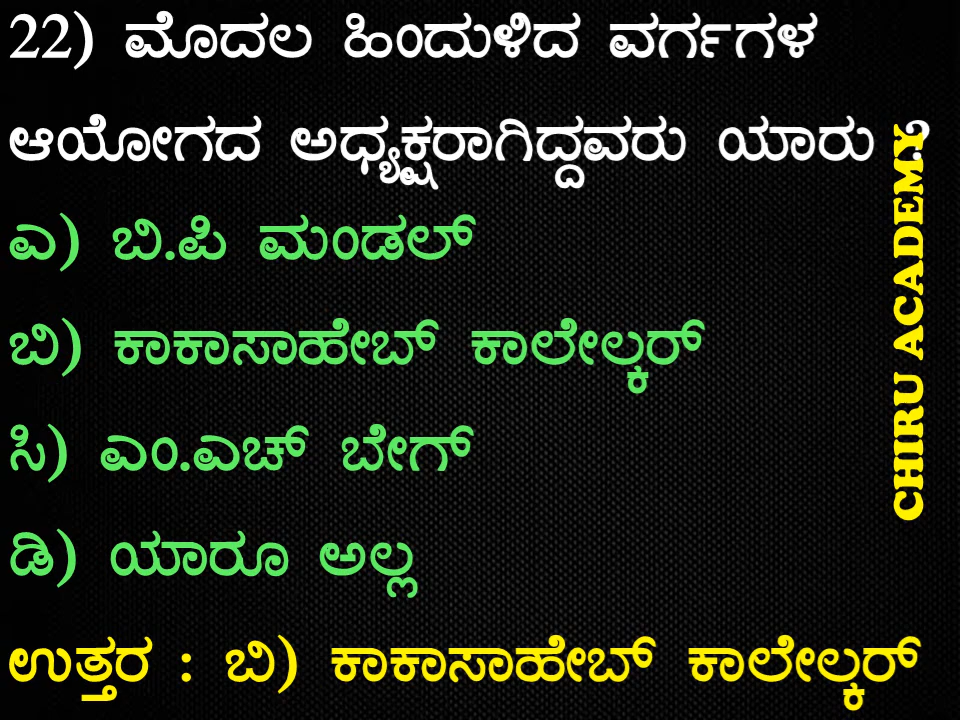 22) ಮೊದಲ ಹಿಂದುಳಿದ ವರ್ಗಗಳ
ಆಯೋಗದ ಅಧ್ಯಕ್ಷರಾಗಿದ್ದವರು ಯಾರು ?
ಎ) ಬಿ.ಪಿ ಮಂಡಲ್
ಬಿ) ಕಾಕಾಸಾಹೇಬ್ ಕಾಲೇಲ್ಕರ್
ಸಿ) ಎಂ.ಎಚ್ ಬೇಗ್
ಡಿ) ಯಾರೂ ಅಲ್ಲ
ಉತ್ತರ : ಬಿ) ಕಾಕಾಸಾಹೇಬ್ ಕಾಲೇಲ್ಕರ್
CHIRU ACADEMY